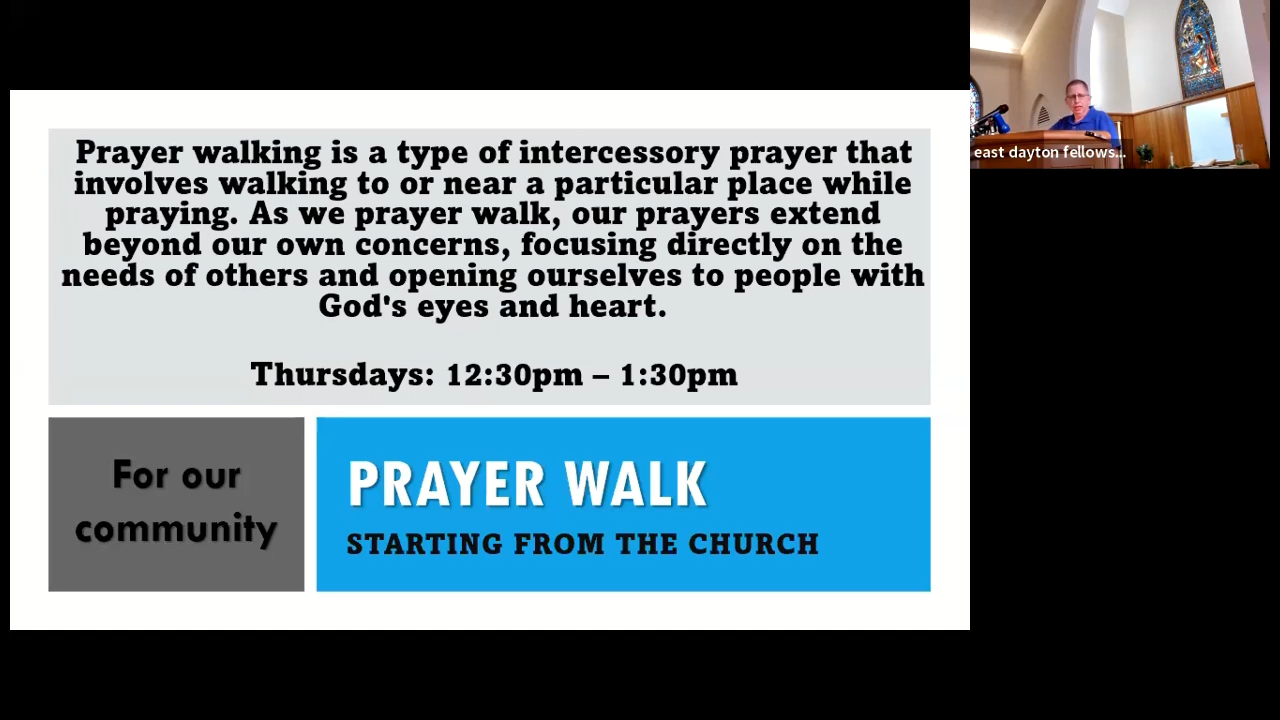 Prayer walking is a type of intercessory prayer that
involves walking to or near a particular place while
praying. As we prayer walk, our prayers extend
beyond our own concerns, focusing directly on the
needs of others and opening ourselves to people with
God's eyes and heart.
Thursdays: 12:30pm – 1:30pm
For our
community
PRAYER WALK
STARTING FROM THE CHURCH
east dayton fellows...